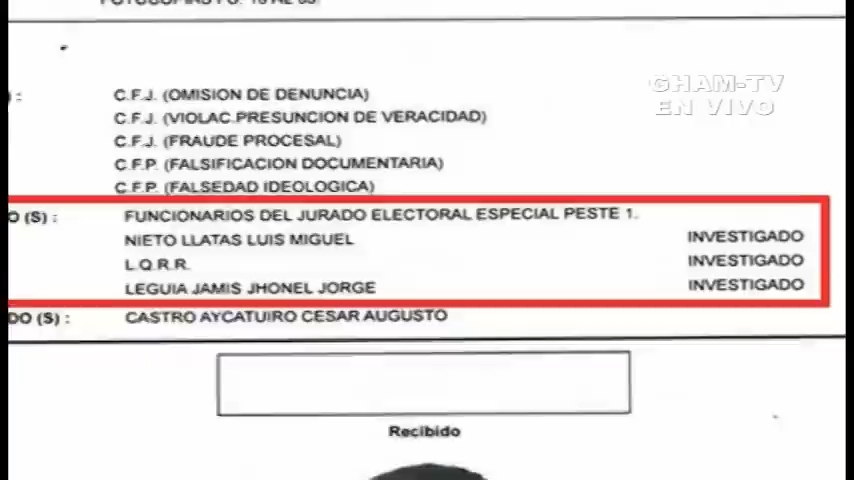 GHAM-TV
EN VIVO
C.F.J. (OMISION DE DENUNCIA)
C.F.J. (VIOLAC.PRESUNCION DE VERACIDAD)
C.F.J. (FRAUDE PROCESAL)
C.F.P. (FALSIFICACION DOCUMENTARIA)
C.F.P. (FALSEDAD IDEOLOGICA)
O (S) : FUNCIONARIOS DEL JURADO ELECTORAL ESPECIAL PESTE 1.
NIETO LLATAS LUIS MIGUEL INVESTIGADO
L.Q.R.R. INVESTIGADO
LEGUIA JAMIS JHONEL JORGE INVESTIGADO
DO (S) : CASTRO AYCATUIRO CESAR AUGUSTO
Recibido